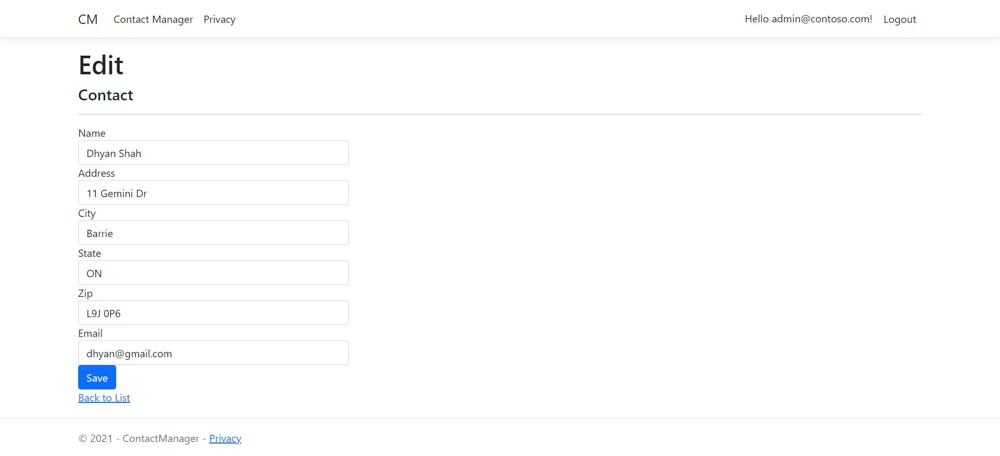 CM Contact Manager Privacy Hello admin@contoso.com! Logout
Edit
Contact
Name
Dhyan Shah
Address
11 Gemini Dr
City
Barrie
State
ON
Zip
L9J 0P6
Email
dhyan@gmail.com
Save
Back to List
© 2021 - ContactManager - Privacy